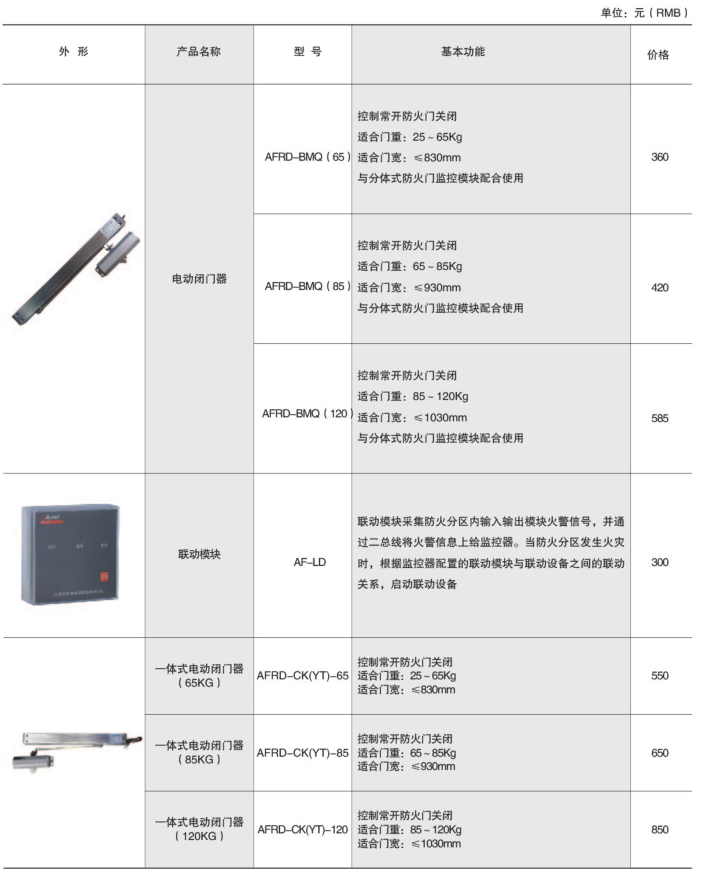 单位：元（RMB）
外 形 产品名称 型 号 基本功能 价格
电动闭门器
AFRD-BMQ（65）
控制常开防火门关闭
适合门重：25～65Kg
适合门宽：≤830mm
与分体式防火门监控模块配合使用
360
AFRD-BMQ（85）
控制常开防火门关闭
适合门重：65～85Kg
适合门宽：≤930mm
与分体式防火门监控模块配合使用
420
AFRD-BMQ（120）
控制常开防火门关闭
适合门重：85～120Kg
适合门宽：≤1030mm
与分体式防火门监控模块配合使用
585
联动模块
AF-LD
联动模块采集防火分区内输入输出模块火警信号，并通
过二总线将火警信息上给监控器。当防火分区发生火灾
时，根据监控器配置的联动模块与联动设备之间的联动
关系，启动联动设备
300
一体式电动闭门器
（65KG）
AFRD-CK(YT)-65
控制常开防火门关闭
适合门重：25～65Kg
适合门宽：≤830mm
550
一体式电动闭门器
（85KG）
AFRD-CK(YT)-85
控制常开防火门关闭
适合门重：65～85Kg
适合门宽：≤930mm
650
一体式电动闭门器
（120KG）
AFRD-CK(YT)-120
控制常开防火门关闭
适合门重：85～120Kg
适合门宽：≤1030mm
850